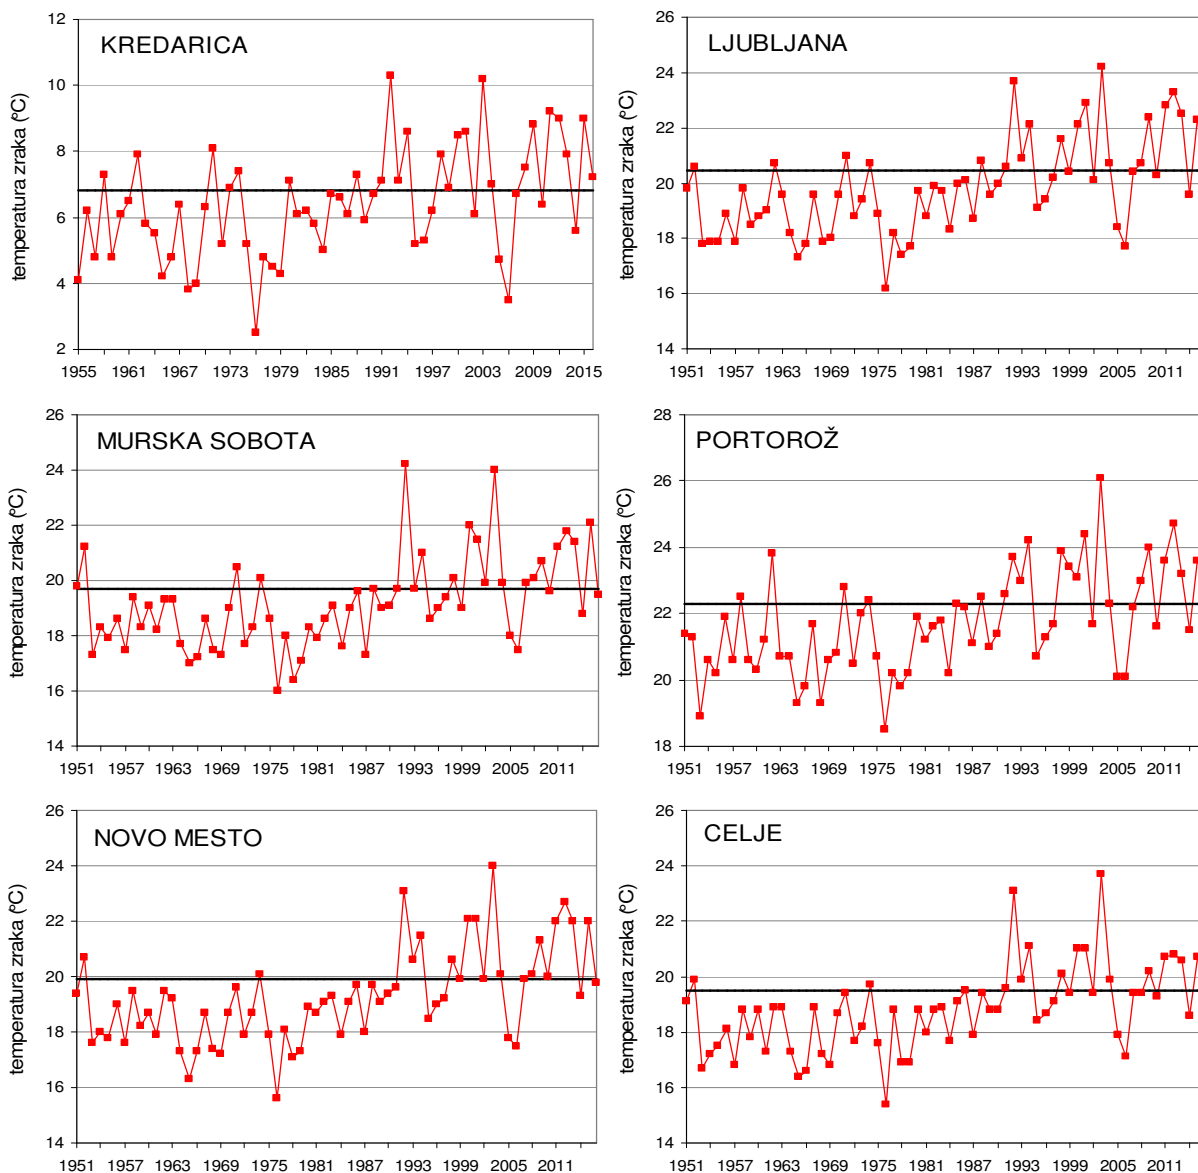 KREDARICA
temperatura zraka (°C)
12
10
8
6
4
2
1955 1961 1967 1973 1979 1985 1991 1997 2003 2009 2015
LJUBLJANA
temperatura zraka (°C)
26
24
22
20
18
16
14
1951 1957 1963 1969 1975 1981 1987 1993 1999 2005 2011
MURSKA SOBOTA
temperatura zraka (°C)
26
24
22
20
18
16
14
1951 1957 1963 1969 1975 1981 1987 1993 1999 2005 2011
PORTOROŽ
temperatura zraka (°C)
28
26
24
22
20
18
1951 1957 1963 1969 1975 1981 1987 1993 1999 2005 2011
NOVO MESTO
temperatura zraka (°C)
26
24
22
20
18
16
14
1951 1957 1963 1969 1975 1981 1987 1993 1999 2005 2011
CELJE
temperatura zraka (°C)
26
24
22
20
18
16
14
1951 1957 1963 1969 1975 1981 1987 1993 1999 2005 2011